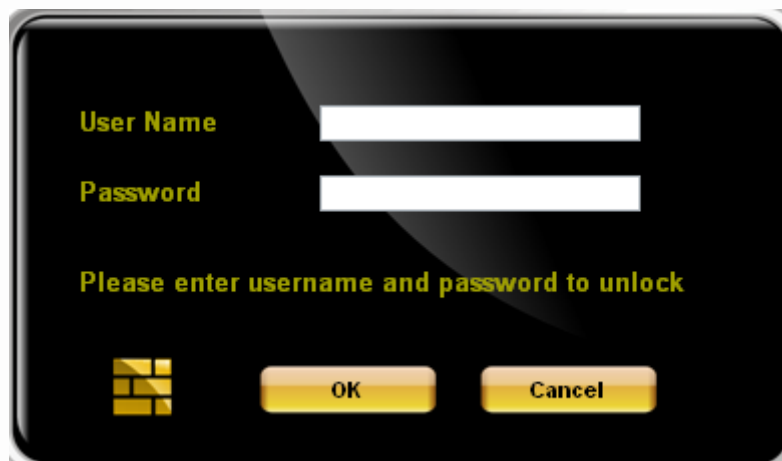 User Name
Password
Please enter username and password to unlock
OK
Cancel